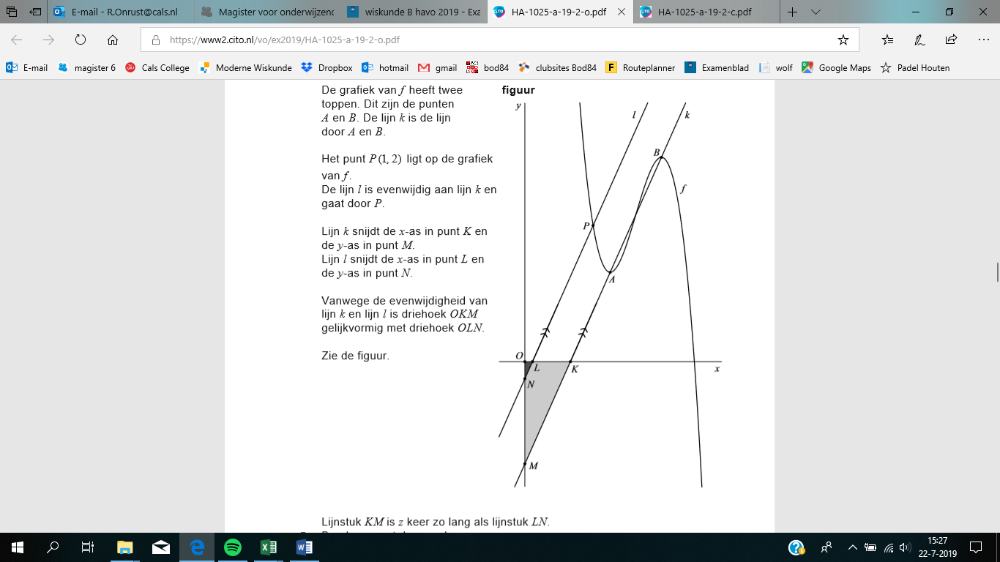 E-mail - R.Onrust@cals.nl
Magister voor onderwijzend
wiskunde B havo 2019 - Exa
HA-1025-a-19-2-o.pdf
HA-1025-a-19-2-c.pdf
https://www2.cito.nl/vo/ex2019/HA-1025-a-19-2-o.pdf
E-mail magister 6 Cals College Moderne Wiskunde Dropbox hotmail gmail bod84 clubsites Bod84 Routeplanner Examenblad wolf Google Maps Padel Houten
De grafiek van f heeft twee
toppen. Dit zijn de punten
A en B. De lijn k is de lijn
door A en B.
Het punt P(1, 2) ligt op de grafiek
van f.
De lijn l is evenwijdig aan lijn k en
gaat door P.
Lijn k snijdt de x-as in punt K en
de y-as in punt M.
Lijn l snijdt de x-as in punt L en
de y-as in punt N.
Vanwege de evenwijdigheid van
lijn k en lijn l is driehoek OKM
gelijkvormig met driehoek OLN.
Zie de figuur.
figuur
y
l
k
B
f
P
A
O
L
K
x
N
M
Lijnstuk KM is z keer zo lang als lijnstuk LN.
15:27
22-7-2019